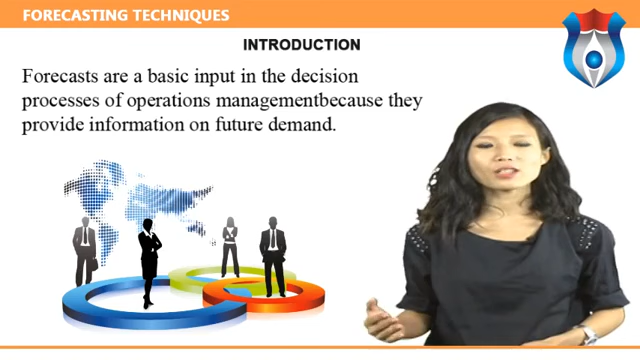 FORECASTING TECHNIQUES
INTRODUCTION
Forecasts are a basic input in the decision
processes of operations managementbecause they
provide information on future demand.